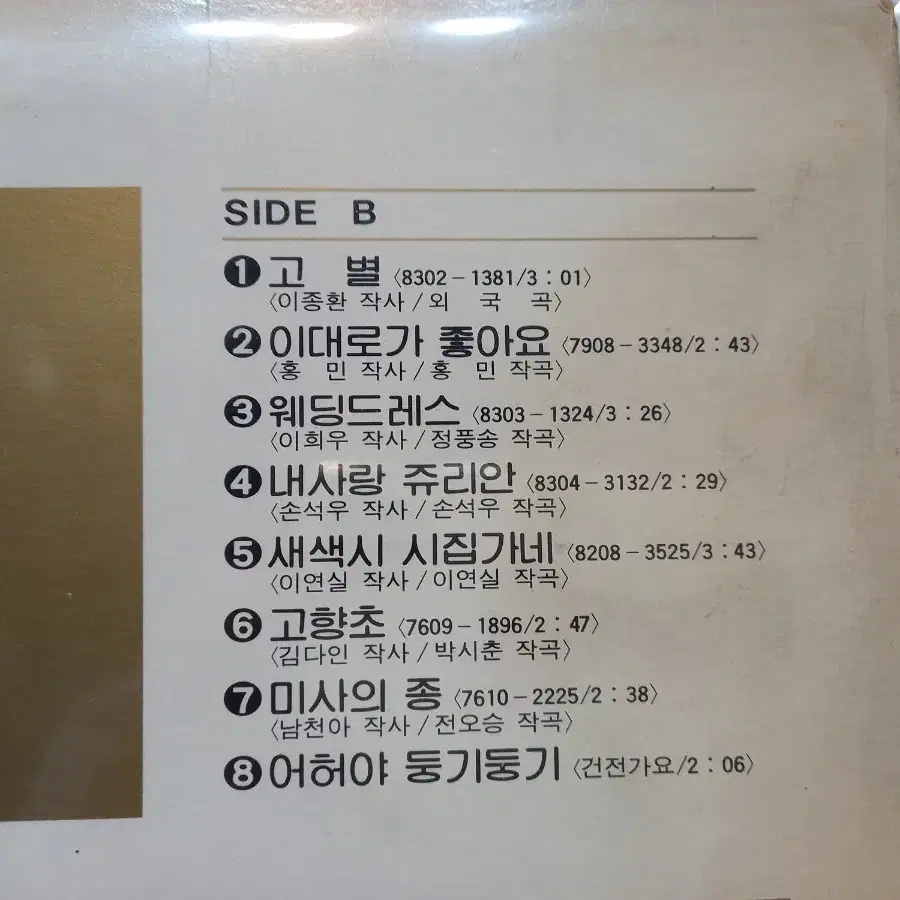 SIDE B
❶ 고 별 〈8302-1381/3:01〉
〈이종환 작사/외 국 곡〉
❷ 이대로가 좋아요 〈7908-3348/2:43〉
〈홍 민 작사/홍 민 작곡〉
❸ 웨딩드레스 〈8303-1324/3:26〉
〈이희우 작사/정풍송 작곡〉
❹ 내사랑 쥬리안 〈8304-3132/2:29〉
〈손석우 작사/손석우 작곡〉
❺ 새색시 시집가네 〈8208-3525/3:43〉
〈이연실 작사/이연실 작곡〉
❻ 고향초 〈7609-1896/2:47〉
〈김다인 작사/박시춘 작곡〉
❼ 미사의 종 〈7610-2225/2:38〉
〈남천아 작사/전오승 작곡〉
❽ 어허야 둥기둥기 〈건전가요/2:06〉